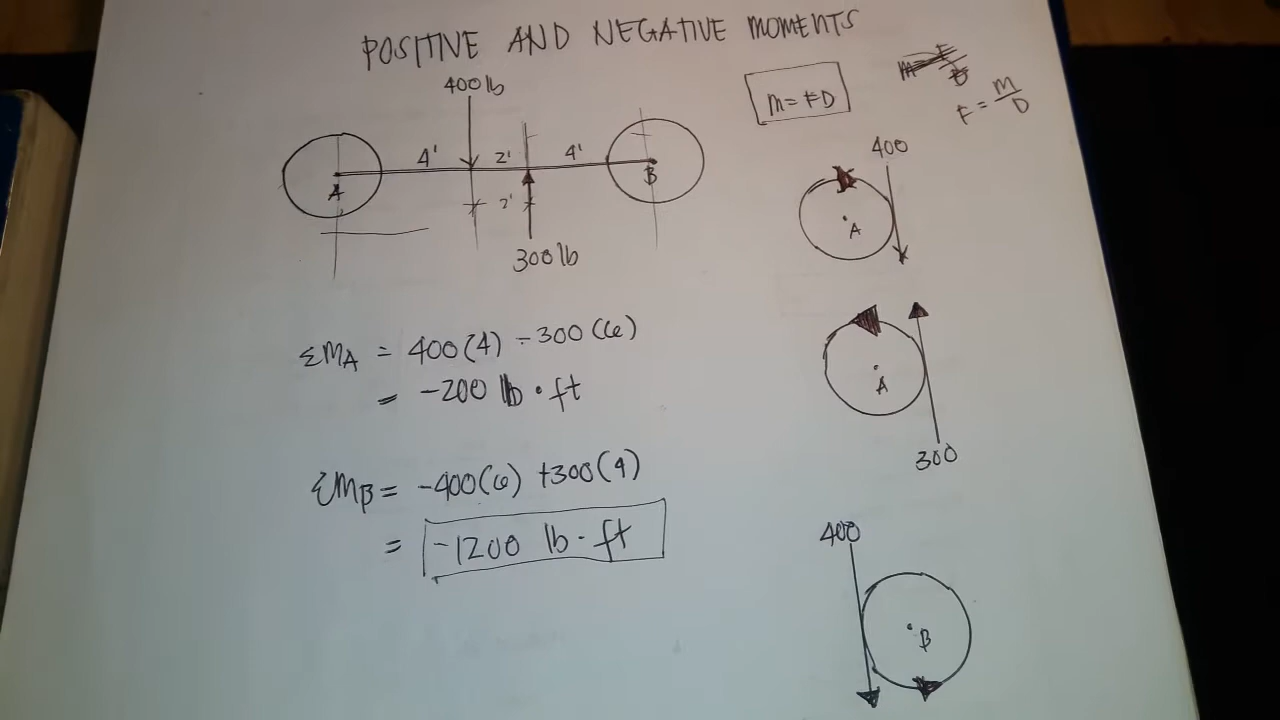 POSITIVE AND NEGATIVE MOMENTS
400 lb
M = FD
F = M/D
4' 2' 4'
A
B
2'
300 lb
400
A
ΣMA = 400(4) - 300(6)
= -200 lb·ft
A
300
ΣMB = -400(6) +300(4)
= -1200 lb·ft
400
B